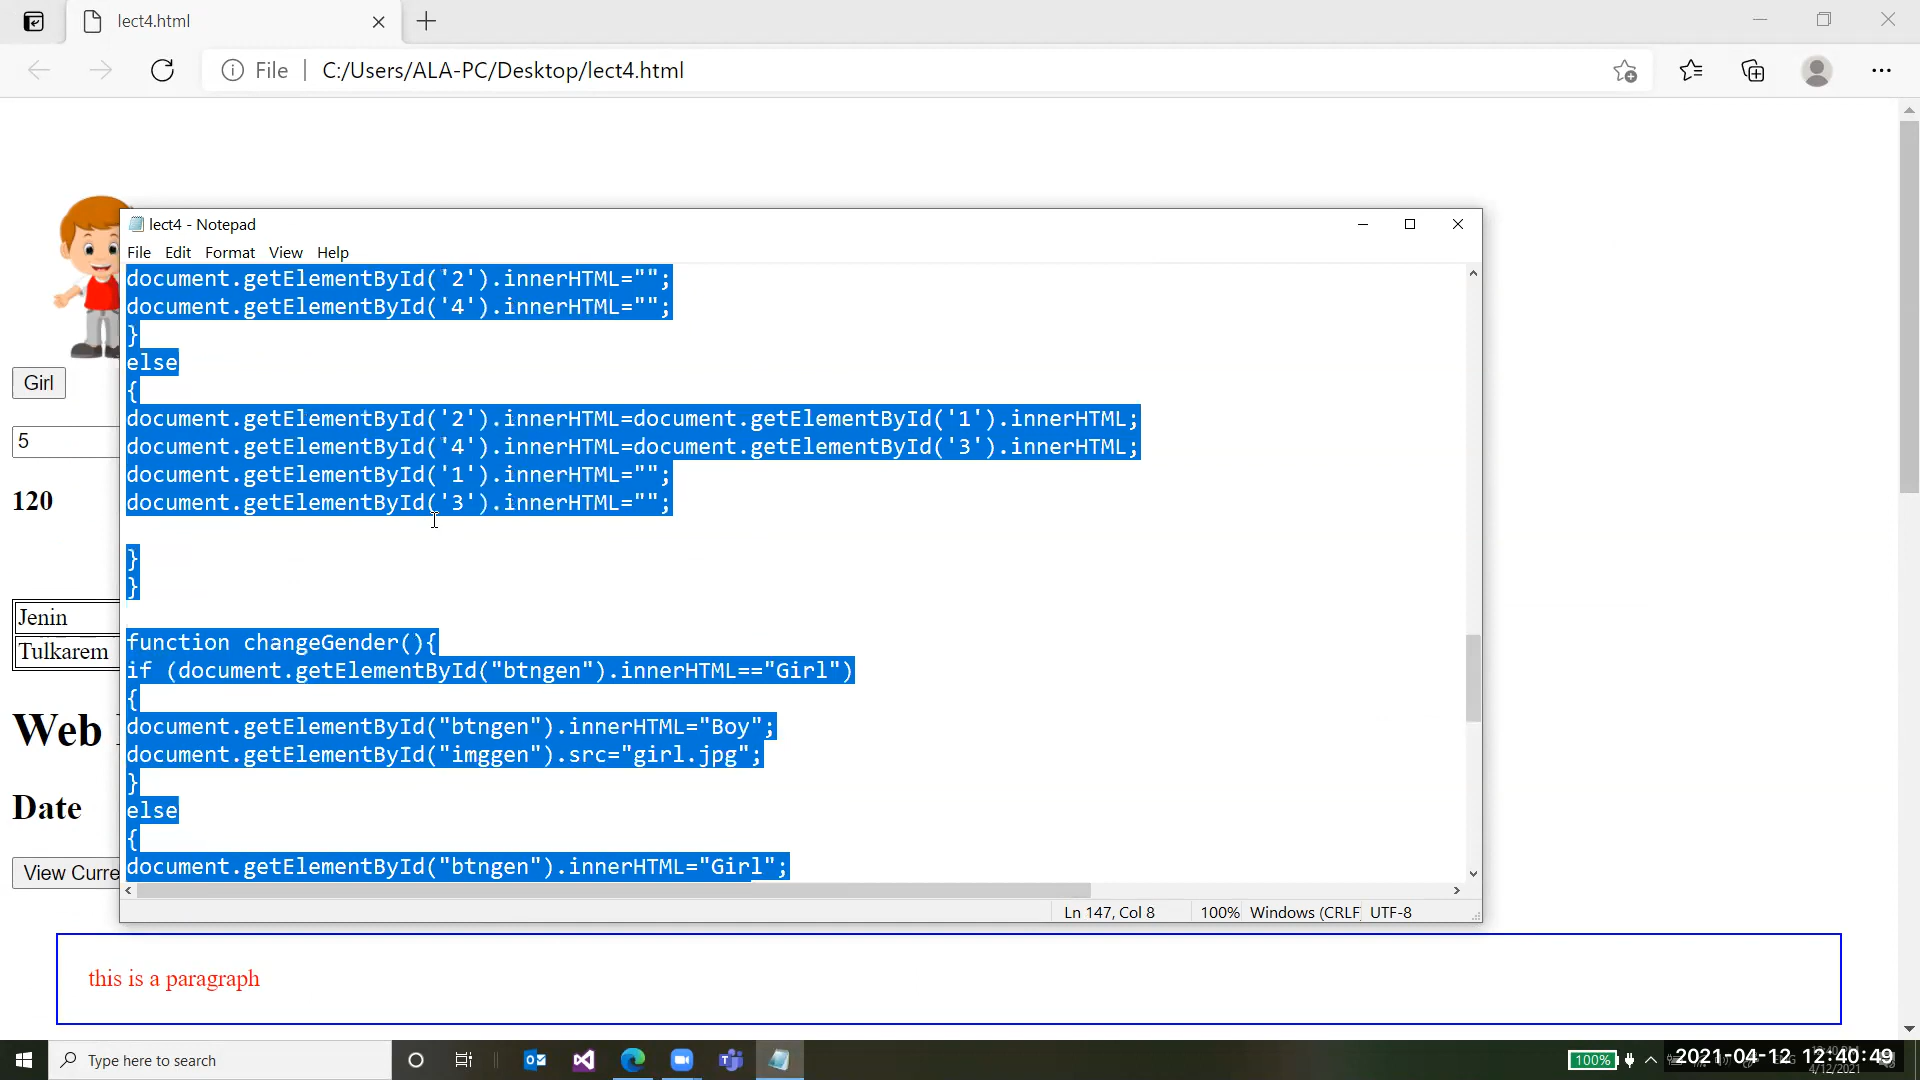 lect4.html
File
C:/Users/ALA-PC/Desktop/lect4.html
lect4 - Notepad
File Edit Format View Help
document.getElementById('2').innerHTML="";
document.getElementById('4').innerHTML="";
}
else
{
document.getElementById('2').innerHTML=document.getElementById('1').innerHTML;
document.getElementById('4').innerHTML=document.getElementById('3').innerHTML;
document.getElementById('1').innerHTML="";
document.getElementById('3').innerHTML="";
}
}
function changeGender(){
if (document.getElementById("btngen").innerHTML=="Girl")
{
document.getElementById("btngen").innerHTML="Boy";
document.getElementById("imggen").src="girl.jpg";
}
else
{
document.getElementById("btngen").innerHTML="Girl";
Ln 147, Col 8
100%
Windows (CRLF
UTF-8
Girl
5
120
Jenin
Tulkarem
Web
Date
View Curre
this is a paragraph
Type here to search
100%
2021-04-12 12:40:49
4/12/2021